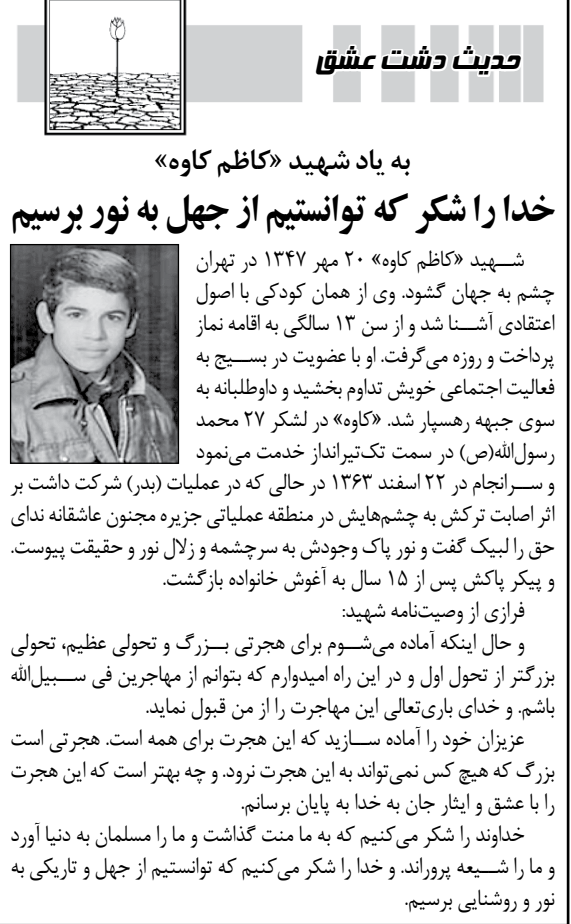 حدیث دشت عشق
به یاد شهید «کاظم کاوه»
خدا را شکر که توانستیم از جهل به نور برسیم
شــهید «کاظم کاوه» ۲۰ مهر ۱۳۴۷ در تهران
چشم به جهان گشود. وی از همان کودکی با اصول
اعتقادی آشــنا شد و از سن ۱۳ سالگی به اقامه نماز
پرداخت و روزه می‌گرفت. او با عضویت در بســیج به
فعالیت اجتماعی خویش تداوم بخشید و داوطلبانه به
سوی جبهه رهسپار شد. «کاوه» در لشکر ۲۷ محمد
رسول‌الله(ص) در سمت تک‌تیرانداز خدمت می‌نمود
و ســرانجام در ۲۲ اسفند ۱۳۶۳ در حالی که در عملیات (بدر) شرکت داشت بر
اثر اصابت ترکش به چشم‌هایش در منطقه عملیاتی جزیره مجنون عاشقانه ندای
حق را لبیک گفت و نور پاک وجودش به سرچشمه و زلال نور و حقیقت پیوست.
و پیکر پاکش پس از ۱۵ سال به آغوش خانواده بازگشت.
فرازی از وصیت‌نامه شهید:
و حال اینکه آماده می‌شــوم برای هجرتی بــزرگ و تحولی عظیم، تحولی
بزرگتر از تحول اول و در این راه امیدوارم که بتوانم از مهاجرین فی ســبیل‌الله
باشم. و خدای باری‌تعالی این مهاجرت را از من قبول نماید.
عزیزان خود را آماده ســازید که این هجرت برای همه است. هجرتی است
بزرگ که هیچ کس نمی‌تواند به این هجرت نرود. و چه بهتر است که این هجرت
را با عشق و ایثار جان به خدا به پایان برسانم.
خداوند را شکر می‌کنیم که به ما منت گذاشت و ما را مسلمان به دنیا آورد
و ما را شــیعه پروراند. و خدا را شکر می‌کنیم که توانستیم از جهل و تاریکی به
نور و روشنایی برسیم.